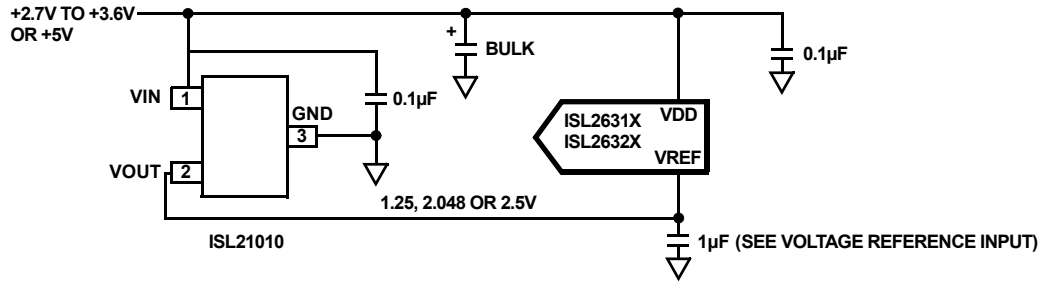 +2.7V TO +3.6V
OR +5V
+
BULK
0.1µF
VIN
1
0.1µF
GND
3
ISL2631X
ISL2632X
VDD
VREF
VOUT
2
1.25, 2.048 OR 2.5V
ISL21010
1µF (SEE VOLTAGE REFERENCE INPUT)